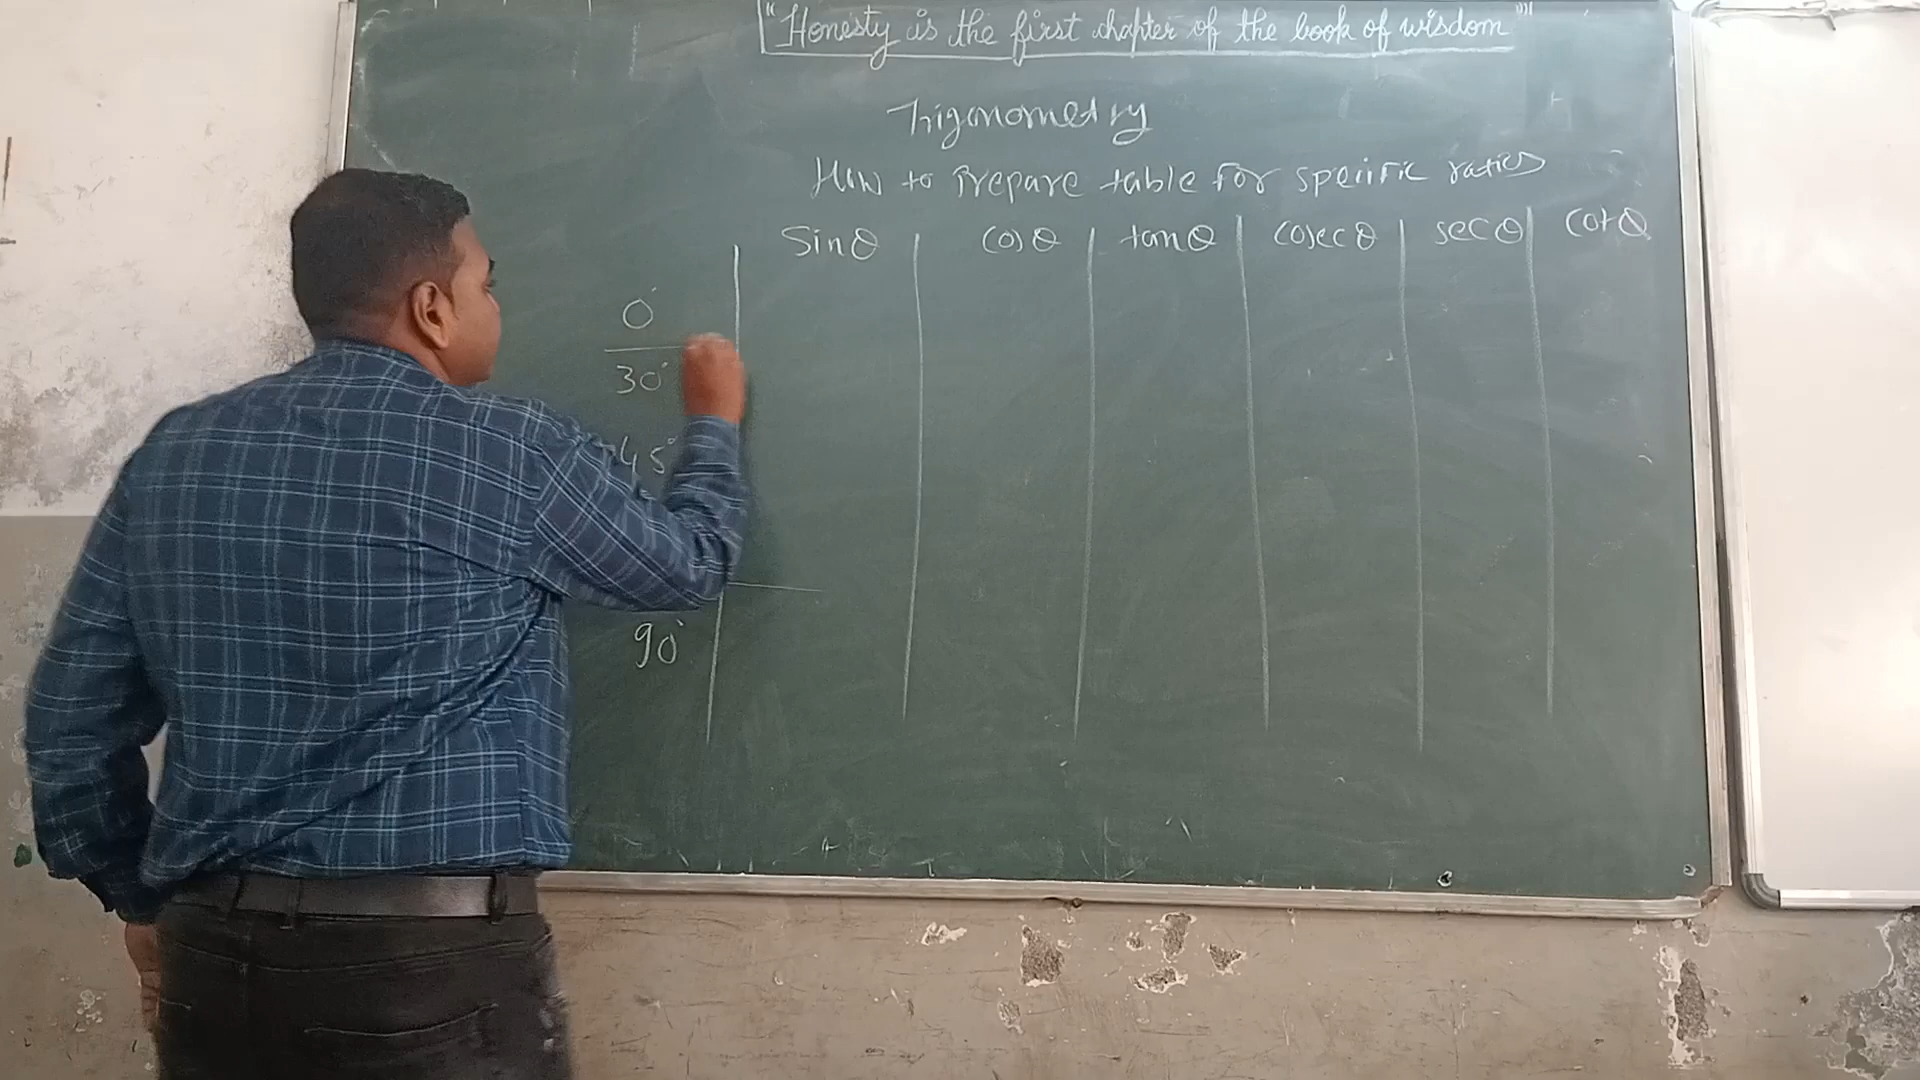 "Honesty is the first chapter of the book of wisdom"
Trigonometry
How to Prepare table for specific ratios
Sinθ cosθ tanθ cosecθ secθ cotθ
0°
30°
45°
90°